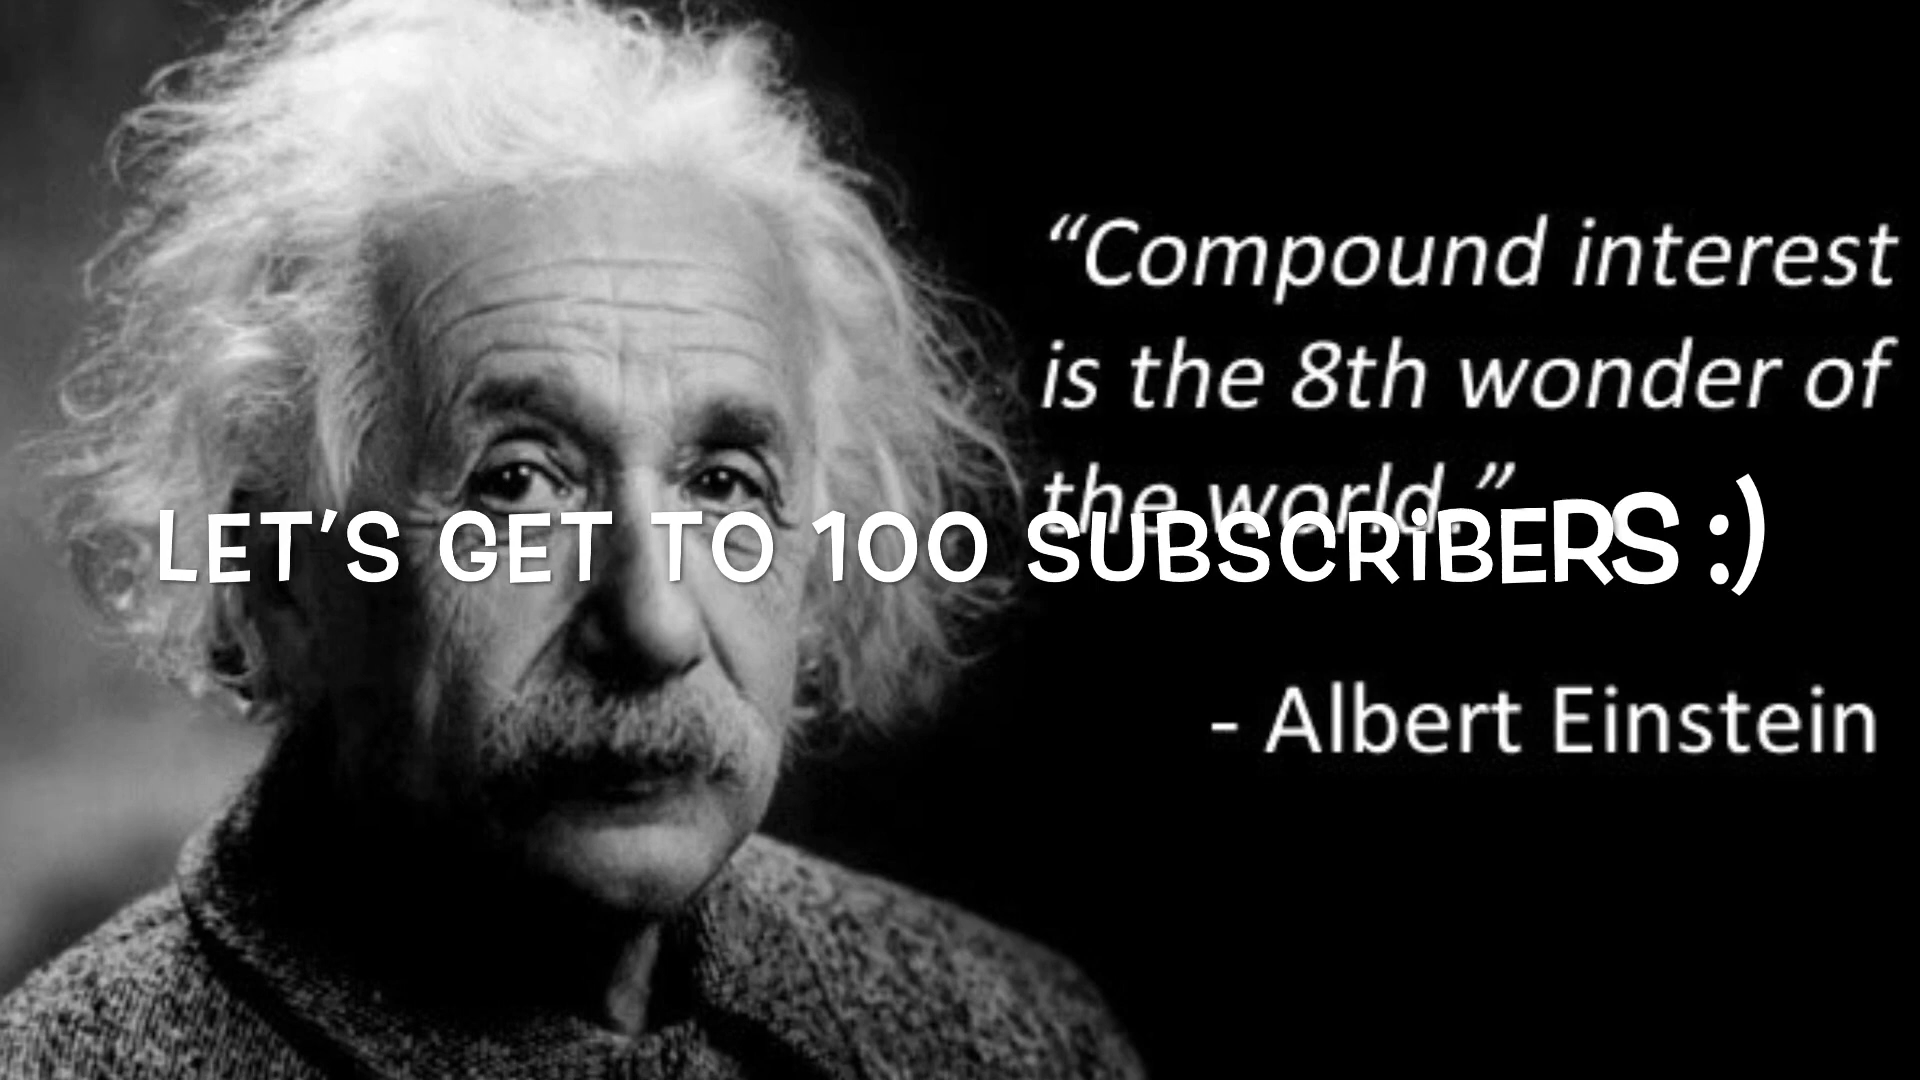 “Compound interest
is the 8th wonder of
the world.”
LET'S GET TO 100 SUBSCRiBERS :)
- Albert Einstein